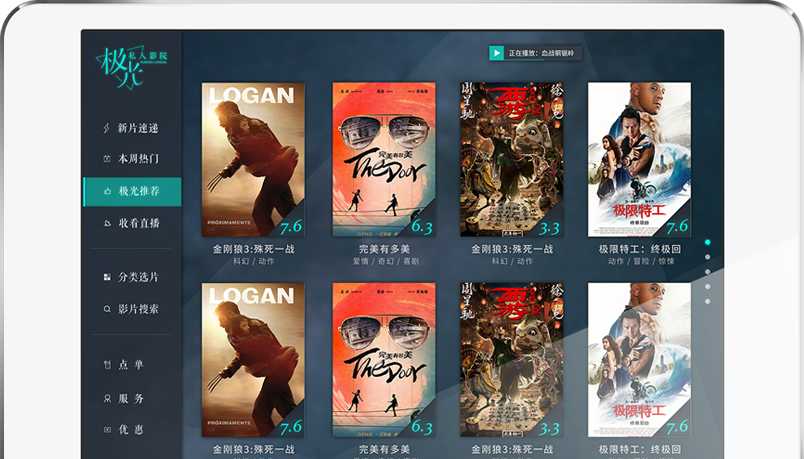 极光
私人影院
正在播放：血战钢锯岭
新片速递
本周热门
极光推荐
收看直播
分类选片
影片搜索
点 单
服 务
优 惠
LOGAN
PRÓXIMAMENTE
7.6
金刚狼3:殊死一战
科幻 / 动作
完美有多美
The Door
6.3
完美有多美
爱情 / 奇幻 / 喜剧
周星驰
徐克
西游
3.3
金刚狼3:殊死一战
科幻 / 动作
极限特工
终极回归
7.6
极限特工：终极回
动作 / 冒险 / 惊悚
LOGAN
PRÓXIMAMENTE
7.6
金刚狼3:殊死一战
完美有多美
The Door
6.3
完美有多美
周星驰
徐克
西游
3.3
金刚狼3:殊死一战
极限特工
终极回归
7.6
极限特工：终极回